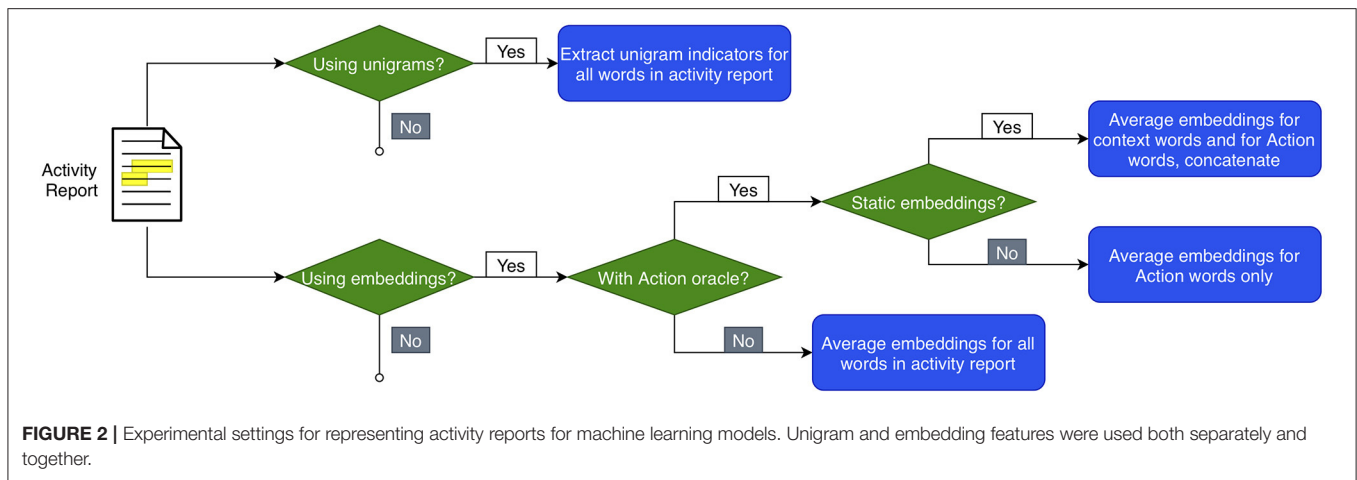 Activity
Report
Using unigrams?
Yes
No
Extract unigram indicators for
all words in activity report
Using embeddings?
Yes
No
With Action oracle?
Yes
No
Average embeddings for all
words in activity report
Static embeddings?
Yes
No
Average embeddings for
context words and for Action
words, concatenate
Average embeddings for
Action words only
FIGURE 2 | Experimental settings for representing activity reports for machine learning models. Unigram and embedding features were used both separately and
together.